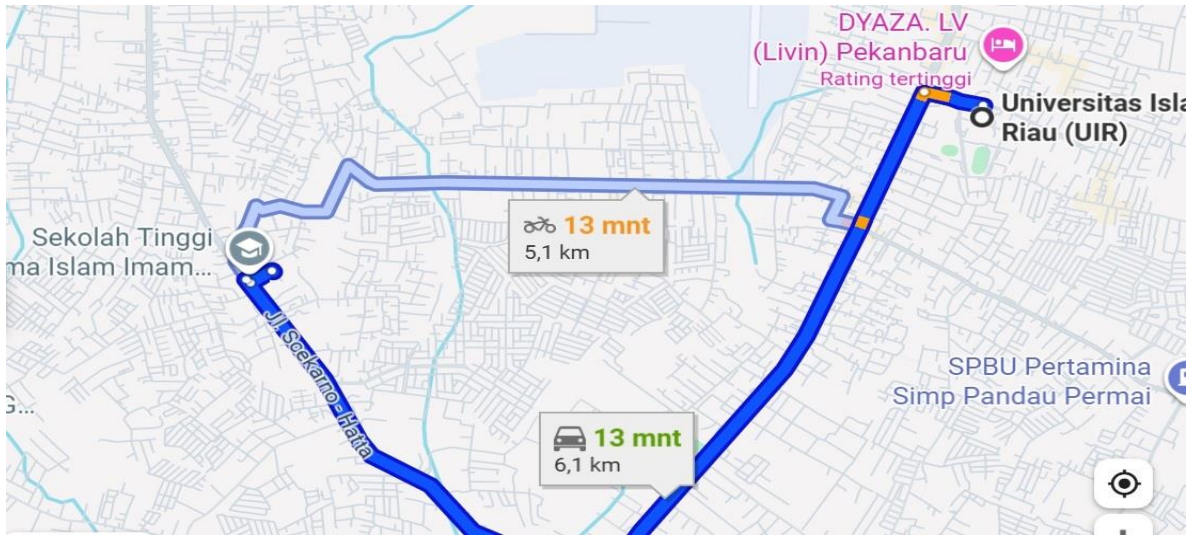 DYAZA. LV
(Livin) Pekanbaru
Rating tertinggi
Universitas Isla
Riau (UIR)
13 mnt
5,1 km
Sekolah Tinggi
ma Islam Imam...
Jl. Soekarno - Hatta
SPBU Pertamina
Simp Pandau Permai
G...
13 mnt
6,1 km